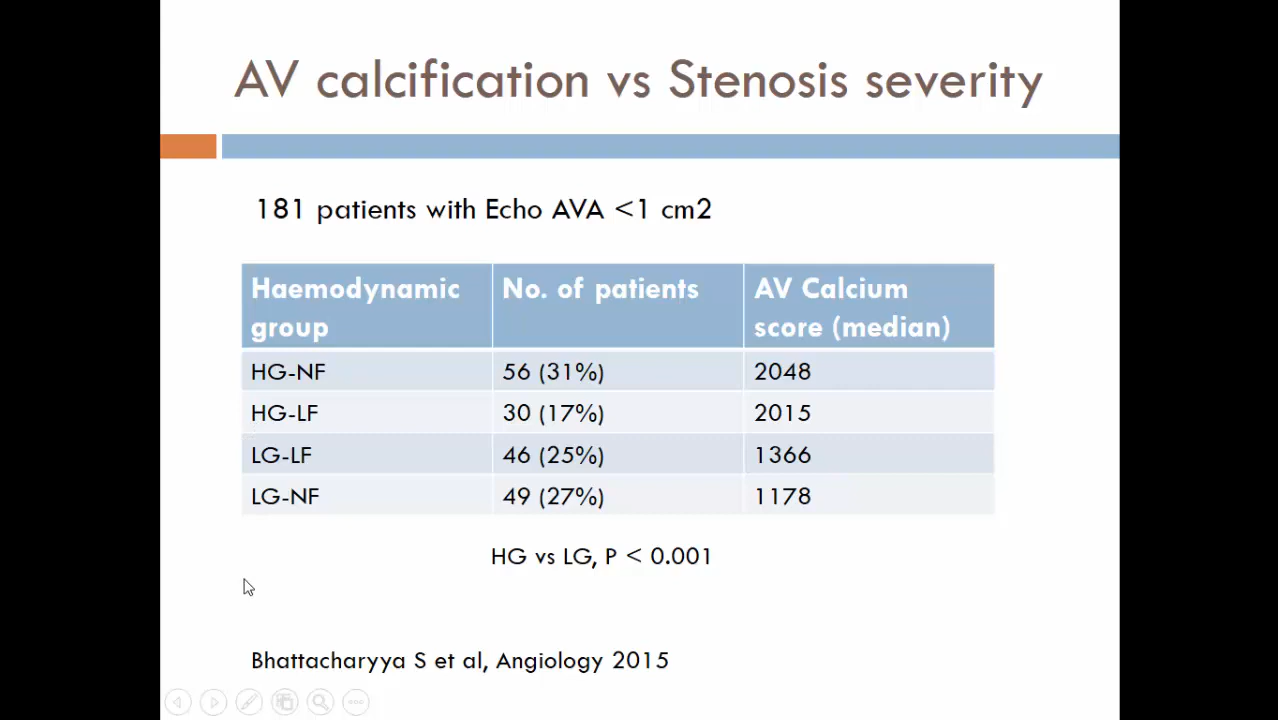 AV calcification vs Stenosis severity
181 patients with Echo AVA <1 cm2
Haemodynamic group No. of patients AV Calcium score (median)
HG-NF 56 (31%) 2048
HG-LF 30 (17%) 2015
LG-LF 46 (25%) 1366
LG-NF 49 (27%) 1178
HG vs LG, P < 0.001
Bhattacharyya S et al, Angiology 2015